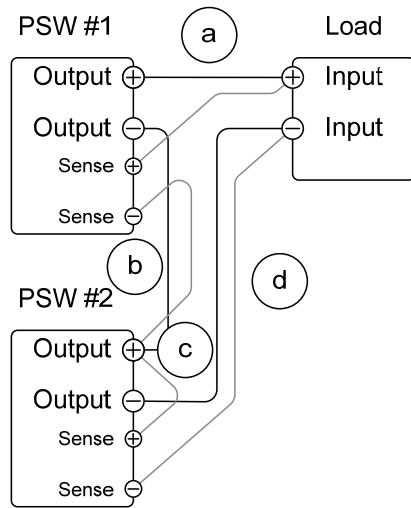 PSW #1
a
Load
Output +
+ Input
Output −
− Input
Sense +
Sense −
b
d
PSW #2
Output +
c
Output −
Sense +
Sense −